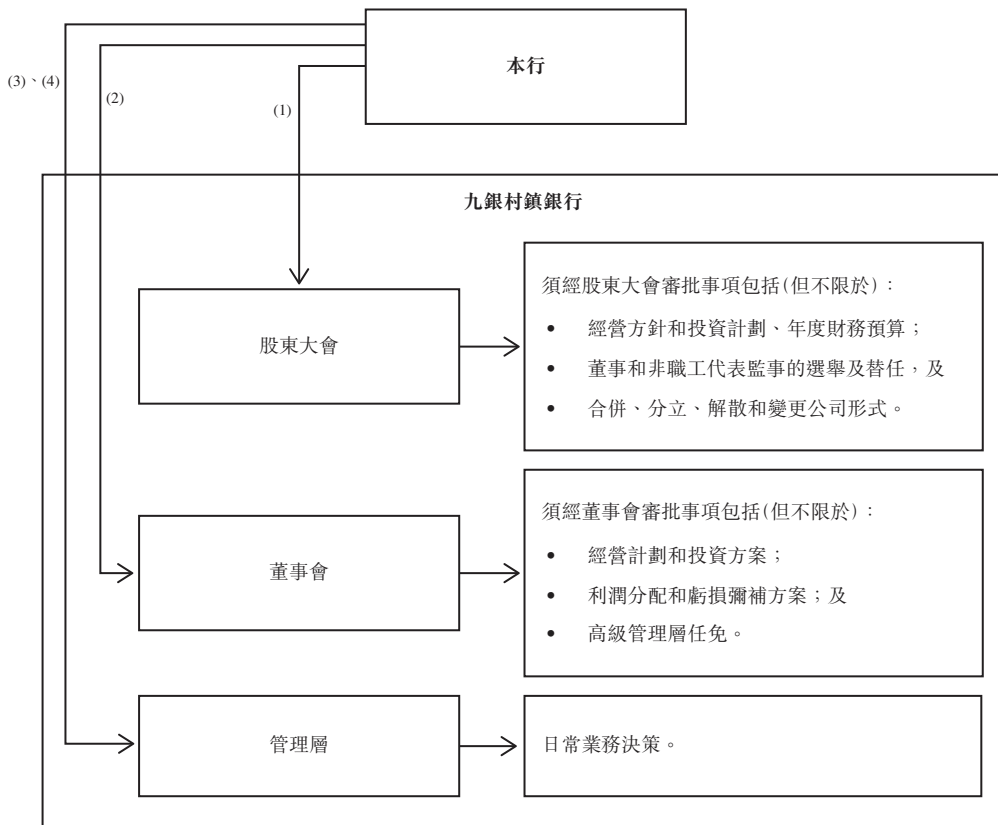 本行
(3)、(4)
(2)
(1)
九銀村鎮銀行
股東大會
須經股東大會審批事項包括(但不限於)：
• 經營方針和投資計劃、年度財務預算；
• 董事和非職工代表監事的選舉及替任，及
• 合併、分立、解散和變更公司形式。
董事會
須經董事會審批事項包括(但不限於)：
• 經營計劃和投資方案；
• 利潤分配和虧損彌補方案；及
• 高級管理層任免。
管理層
日常業務決策。